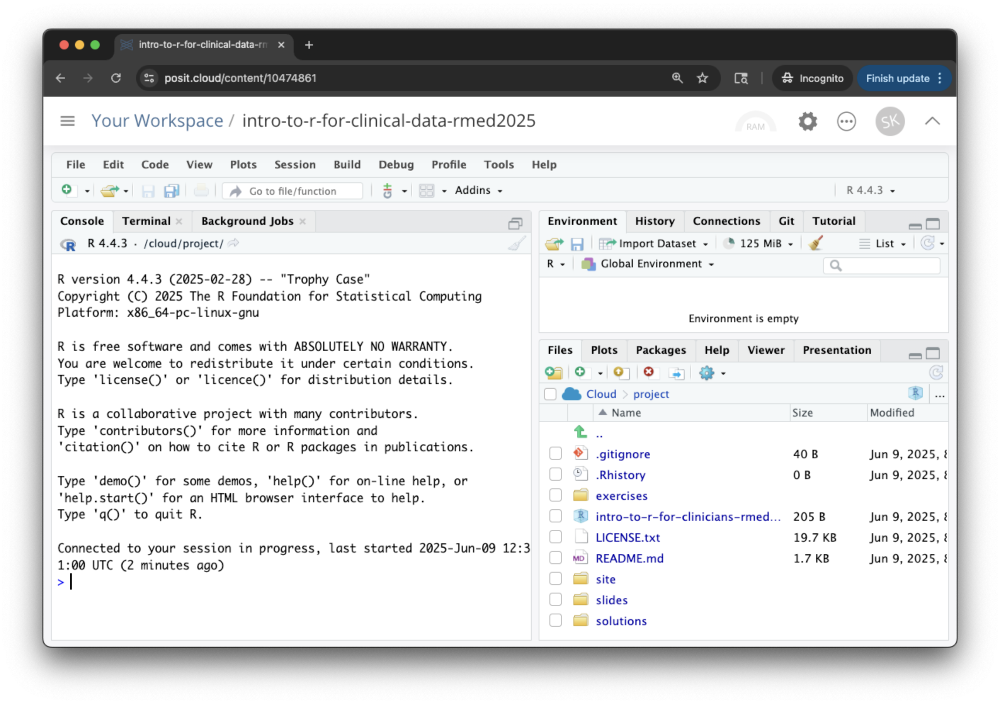 intro-to-r-for-clinical-data-rm
posit.cloud/content/10474861
Incognito
Finish update
Your Workspace / intro-to-r-for-clinical-data-rmed2025
RAM
SK
File Edit Code View Plots Session Build Debug Profile Tools Help
Go to file/function
Addins
R 4.4.3
Console Terminal Background Jobs
R 4.4.3 · /cloud/project/
R version 4.4.3 (2025-02-28) -- "Trophy Case"
Copyright (C) 2025 The R Foundation for Statistical Computing
Platform: x86_64-pc-linux-gnu
R is free software and comes with ABSOLUTELY NO WARRANTY.
You are welcome to redistribute it under certain conditions.
Type 'license()' or 'licence()' for distribution details.
R is a collaborative project with many contributors.
Type 'contributors()' for more information and
'citation()' on how to cite R or R packages in publications.
Type 'demo()' for some demos, 'help()' for on-line help, or
'help.start()' for an HTML browser interface to help.
Type 'q()' to quit R.
Connected to your session in progress, last started 2025-Jun-09 12:3
1:00 UTC (2 minutes ago)
>
Environment History Connections Git Tutorial
Import Dataset 125 MiB List
R Global Environment
Environment is empty
Files Plots Packages Help Viewer Presentation
Cloud > project ...
Name Size Modified
..
.gitignore 40 B Jun 9, 2025,
.Rhistory 0 B Jun 9, 2025,
exercises
intro-to-r-for-clinicians-rmed... 205 B Jun 9, 2025,
LICENSE.txt 19.7 KB Jun 9, 2025,
MD README.md 1.7 KB Jun 9, 2025,
site
slides
solutions